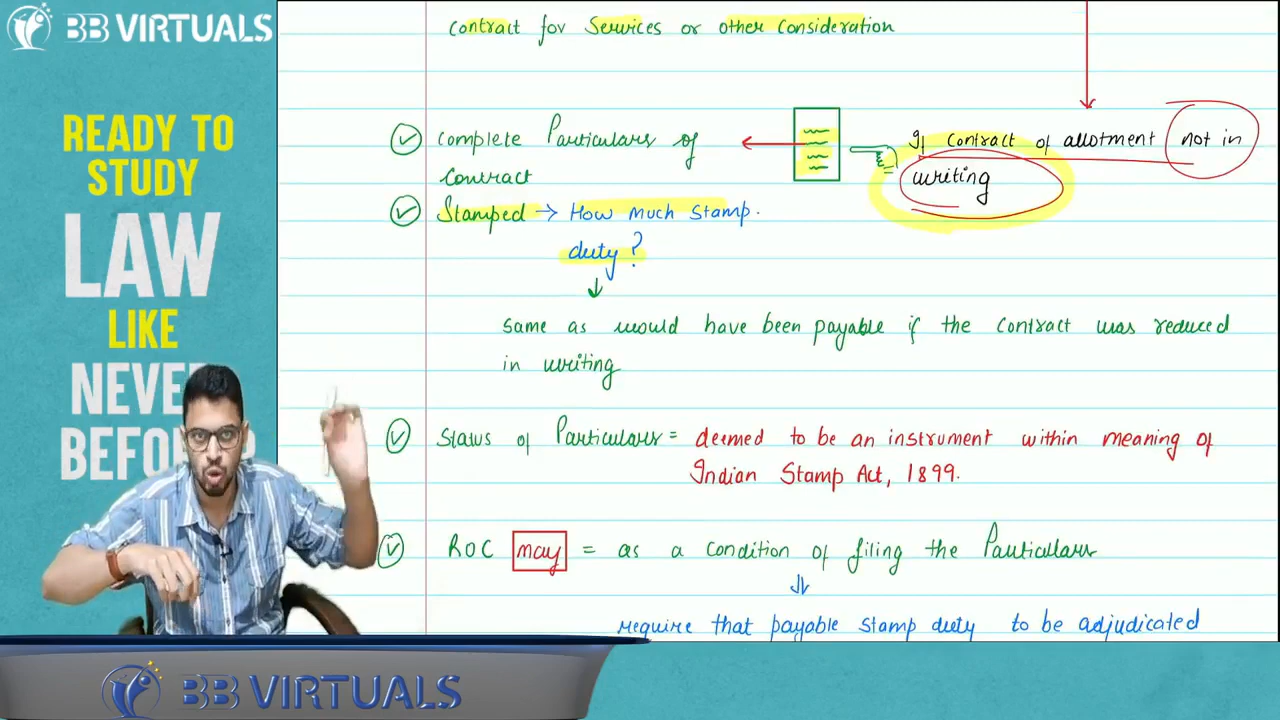 BB VIRTUALS
READY TO
STUDY
LAW
LIKE
NEVE
BEFO
Contract for Services or other Consideration
Complete Particulars of
Contract
If Contract of allotment not in
writing
Stamped → How much stamp.
duty?
same as would have been payable if the contract was reduced
in writing
Status of Particulars = deemed to be an instrument within meaning of
Indian Stamp Act, 1899.
ROC may = as a condition of filing the Particulars
require that payable stamp duty to be adjudicated
BB VIRTUALS